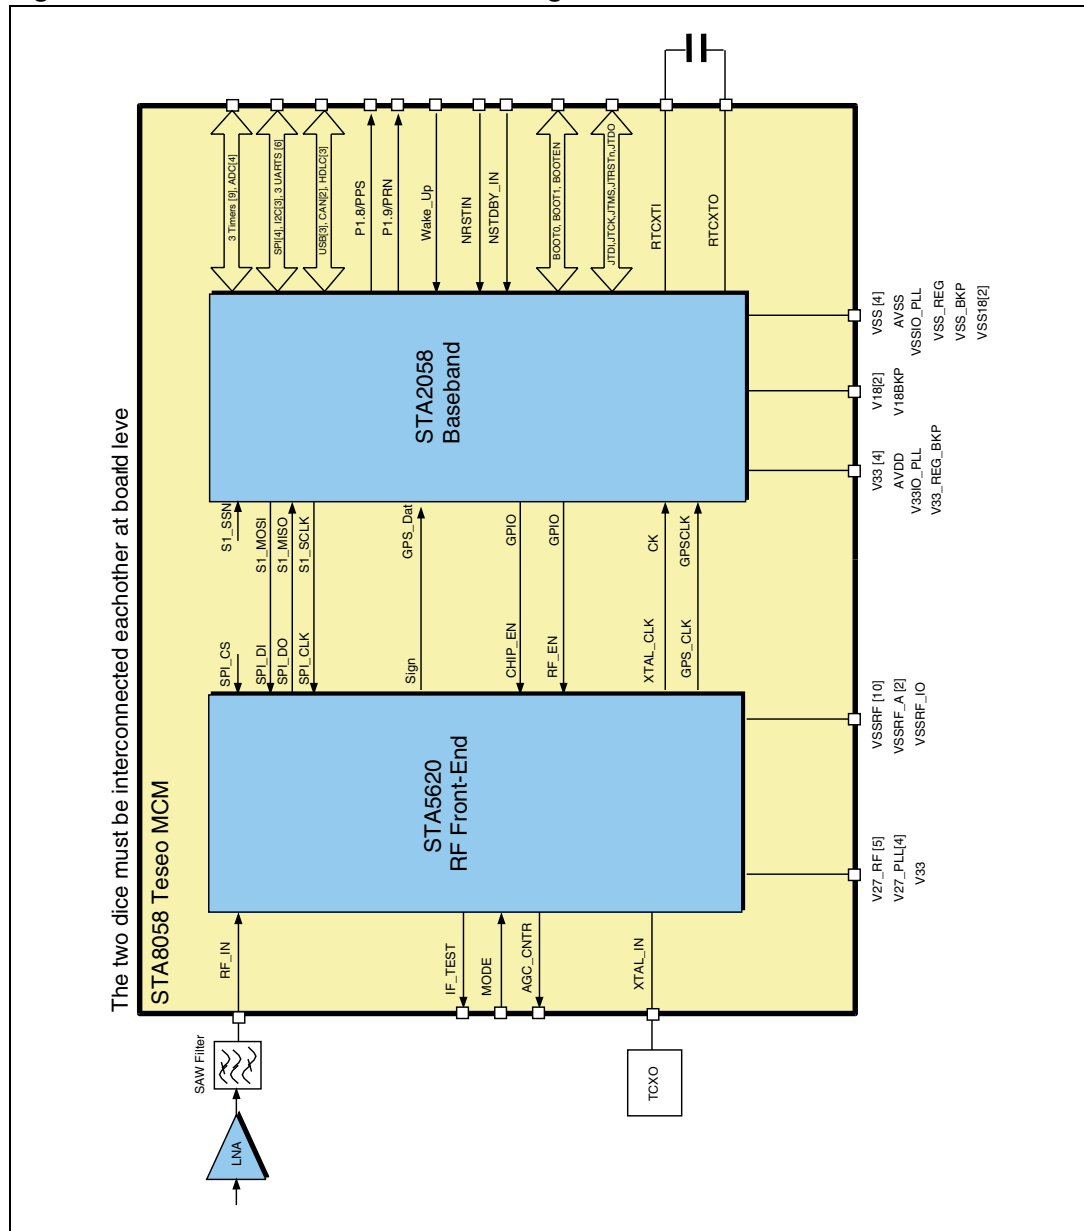 The two dice must be interconnected eachother at board leve
STA8058 Teseo MCM
LNA
SAW Filter
RF_IN
IF_TEST
MODE
AGC_CNTR
XTAL_IN
TCXO
STA5620
RF Front-End
SPI_CS
SPI_DI
SPI_DO
SPI_CLK
Sign
CHIP_EN
RF_EN
XTAL_CLK
GPS_CLK
S1_SSN
S1_MOSI
S1_MISO
S1_SCLK
GPS_Dat
GPIO
GPIO
CK
GPSCLK
STA2058
Baseband
3 Timers [9], ADC[4]
SPI[4], I2C[3], 3 UARTS [6]
USB[3], CAN[2], HDLC[3]
P1.8/PPS
P1.9/PRN
Wake_Up
NRSTIN
NSTDBY_IN
BOOT0, BOOT1, BOOTEN
JTDI,JTCK,JTMS,JTRSTn,JTDO
RTCXTI
RTCXTO
V27_RF [5]
V27_PLL[4]
V33
VSSRF [10]
VSSRF_A [2]
VSSRF_IO
V33 [4]
AVDD
V33IO_PLL
V33_REG_BKP
V18[2]
V18BKP
VSS [4]
AVSS
VSSIO_PLL
VSS_REG
VSS_BKP
VSS18[2]